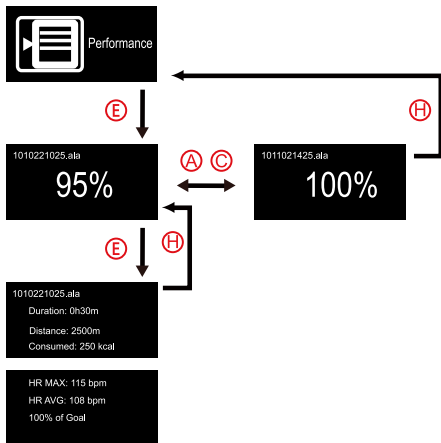 Performance
E
H
1010221025.ala
95%
A C
1011021425.ala
100%
E
H
1010221025.ala
Duration: 0h30m
Distance: 2500m
Consumed: 250 kcal
HR MAX: 115 bpm
HR AVG: 108 bpm
100% of Goal